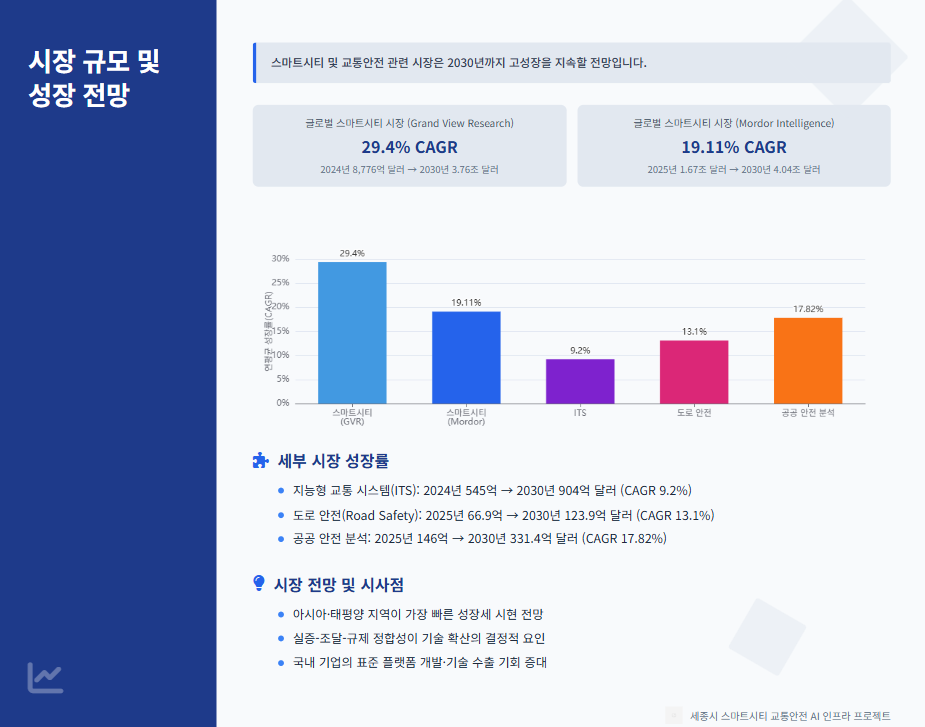 시장 규모 및
성장 전망
스마트시티 및 교통안전 관련 시장은 2030년까지 고성장을 지속할 전망입니다.
글로벌 스마트시티 시장 (Grand View Research)
29.4% CAGR
2024년 8,776억 달러 → 2030년 3.76조 달러
글로벌 스마트시티 시장 (Mordor Intelligence)
19.11% CAGR
2025년 1.67조 달러 → 2030년 4.04조 달러
연평균 성장률(CAGR)
30%
25%
20%
15%
10%
5%
0%
29.4%
19.11%
9.2%
13.1%
17.82%
스마트시티
(GVR)
스마트시티
(Mordor)
ITS
도로 안전
공공 안전 분석
세부 시장 성장률
지능형 교통 시스템(ITS): 2024년 545억 → 2030년 904억 달러 (CAGR 9.2%)
도로 안전(Road Safety): 2025년 66.9억 → 2030년 123.9억 달러 (CAGR 13.1%)
공공 안전 분석: 2025년 146억 → 2030년 331.4억 달러 (CAGR 17.82%)
시장 전망 및 시사점
아시아·태평양 지역이 가장 빠른 성장세 시현 전망
실증-조달-규제 정합성이 기술 확산의 결정적 요인
국내 기업의 표준 플랫폼 개발·기술 수출 기회 증대
세종시 스마트시티 교통안전 AI 인프라 프로젝트